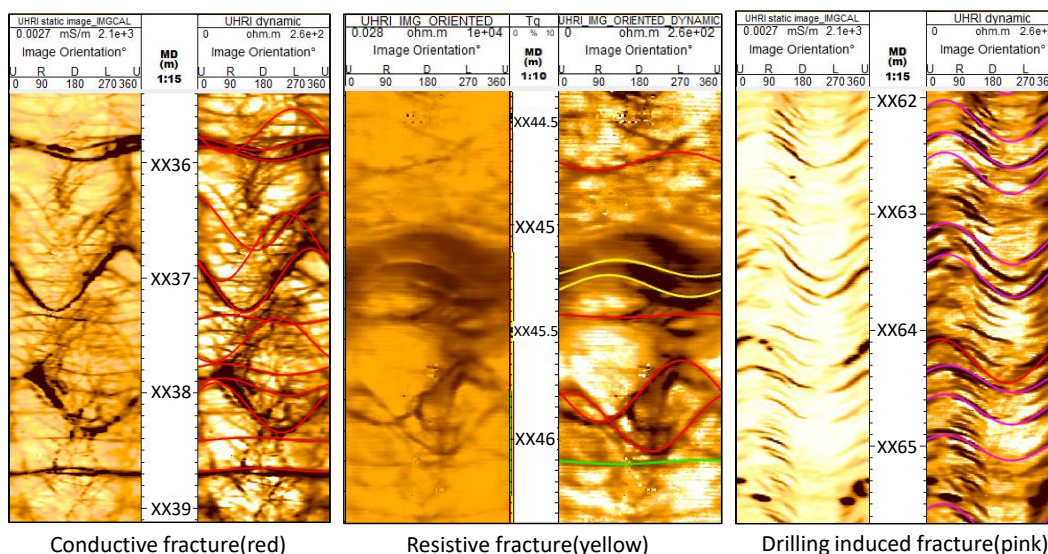 UHRI static image_IMGCAL
0.0027 mS/m 2.1e+3
Image Orientation°
U R D L U
0 90 180 270 360
MD
(m)
1:15
UHRI dynamic
0 ohm.m 2.6e+2
Image Orientation°
U R D L U
0 90 180 270 360
XX36
XX37
XX38
XX39
Conductive fracture(red)
UHRI IMG ORIENTED
0.028 ohm.m 1e+04
Image Orientation°
U R D L U
0 90 180 270 360
Tg
0 % 10
MD
(m)
1:10
UHRI_IMG_ORIENTED_DYNAMIC
0 ohm.m 2.6e+02
Image Orientation°
U R D L U
0 90 180 270 360
XX44.5
XX45
XX45.5
XX46
Resistive fracture(yellow)
UHRI static image_IMGCAL
0.0027 mS/m 2.1e+3
Image Orientation°
U R D L U
0 90 180 270 360
MD
(m)
1:15
UHRI dynamic
0 ohm.m 2.6e+2
Image Orientation°
U R D L U
0 90 180 270 360
XX62
XX63
XX64
XX65
Drilling induced fracture(pink)